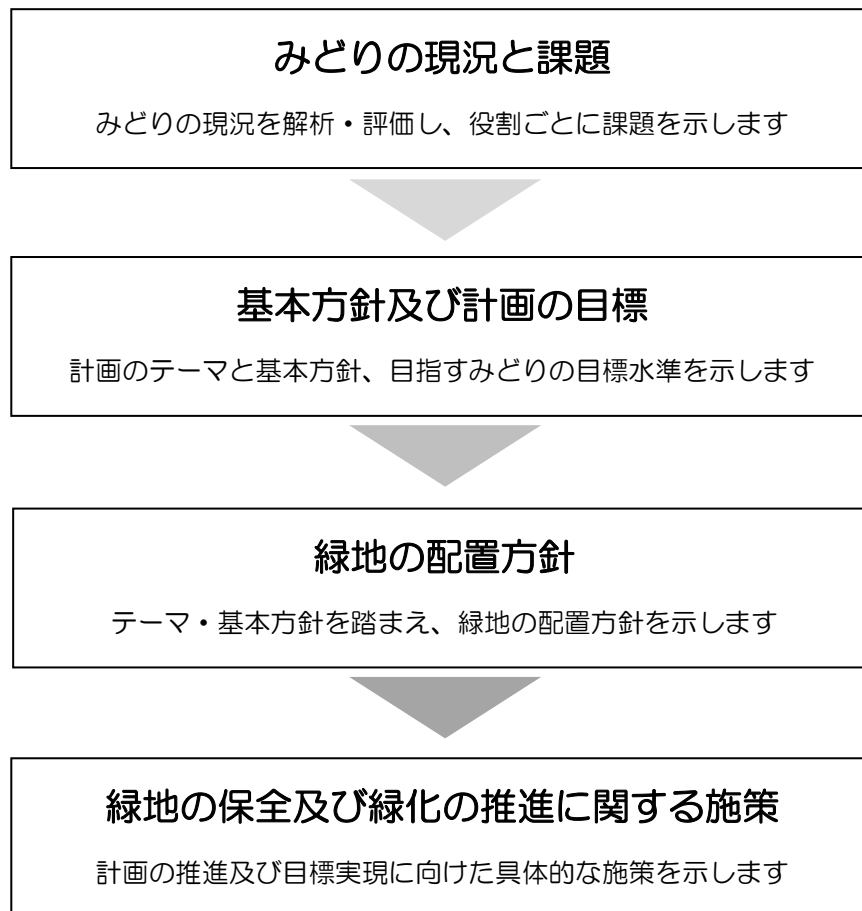 みどりの現況と課題
みどりの現況を解析・評価し、役割ごとに課題を示します
基本方針及び計画の目標
計画のテーマと基本方針、目指すみどりの目標水準を示します
緑地の配置方針
テーマ・基本方針を踏まえ、緑地の配置方針を示します
緑地の保全及び緑化の推進に関する施策
計画の推進及び目標実現に向けた具体的な施策を示します